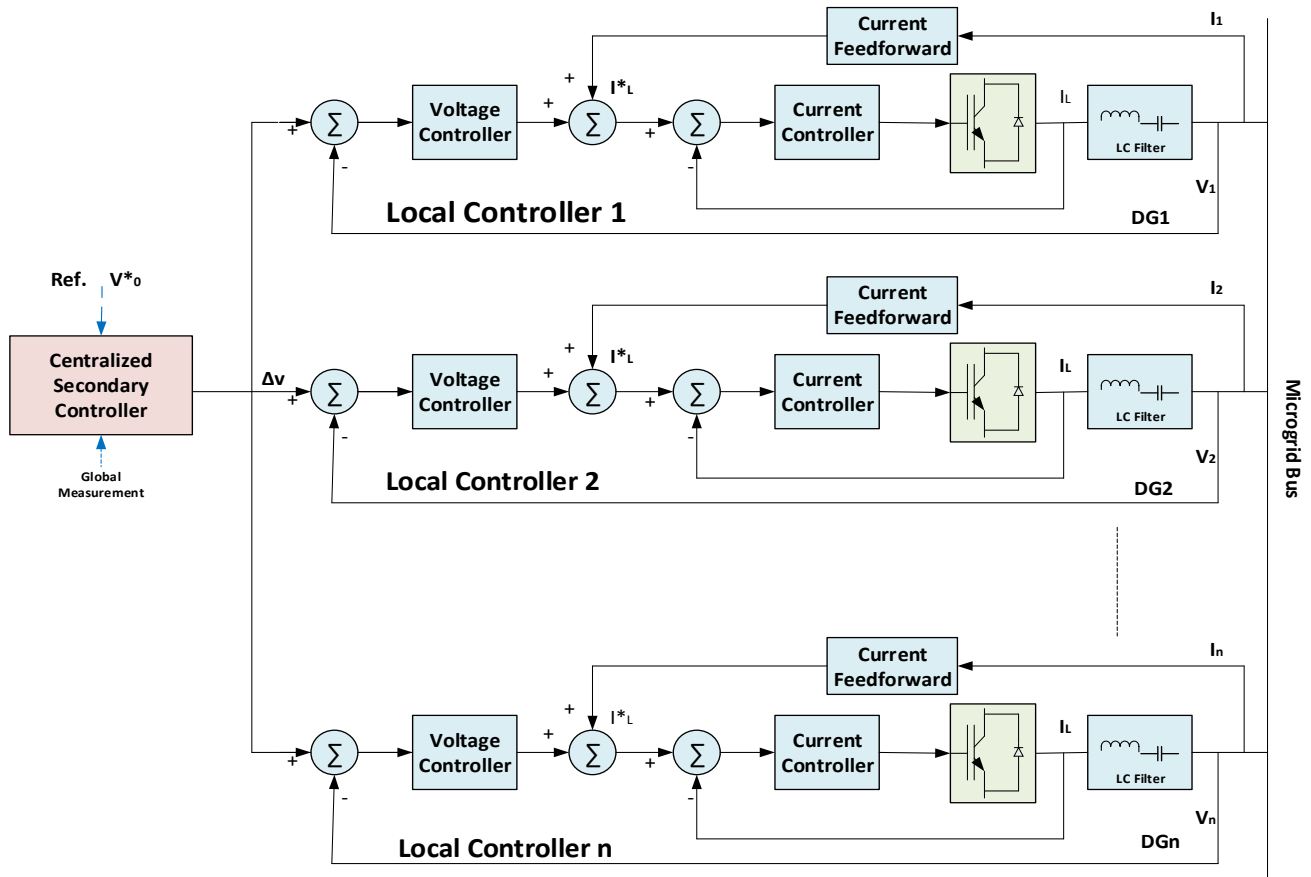 Current
Feedforward
I₁
+
I*L
Voltage
Controller
Current
Controller
IL
LC Filter
Σ
Σ
Σ
+
+
+
-
-
V₁
Local Controller 1
DG1
Ref. V*₀
Centralized
Secondary
Controller
Δv
Global
Measurement
Current
Feedforward
I₂
+
I*L
Voltage
Controller
Current
Controller
IL
LC Filter
Σ
Σ
Σ
+
+
+
-
-
V₂
Local Controller 2
DG2
Microgrid Bus
Current
Feedforward
Iₙ
+
I*L
Voltage
Controller
Current
Controller
IL
LC Filter
Σ
Σ
Σ
+
+
+
-
-
Vₙ
Local Controller n
DGn